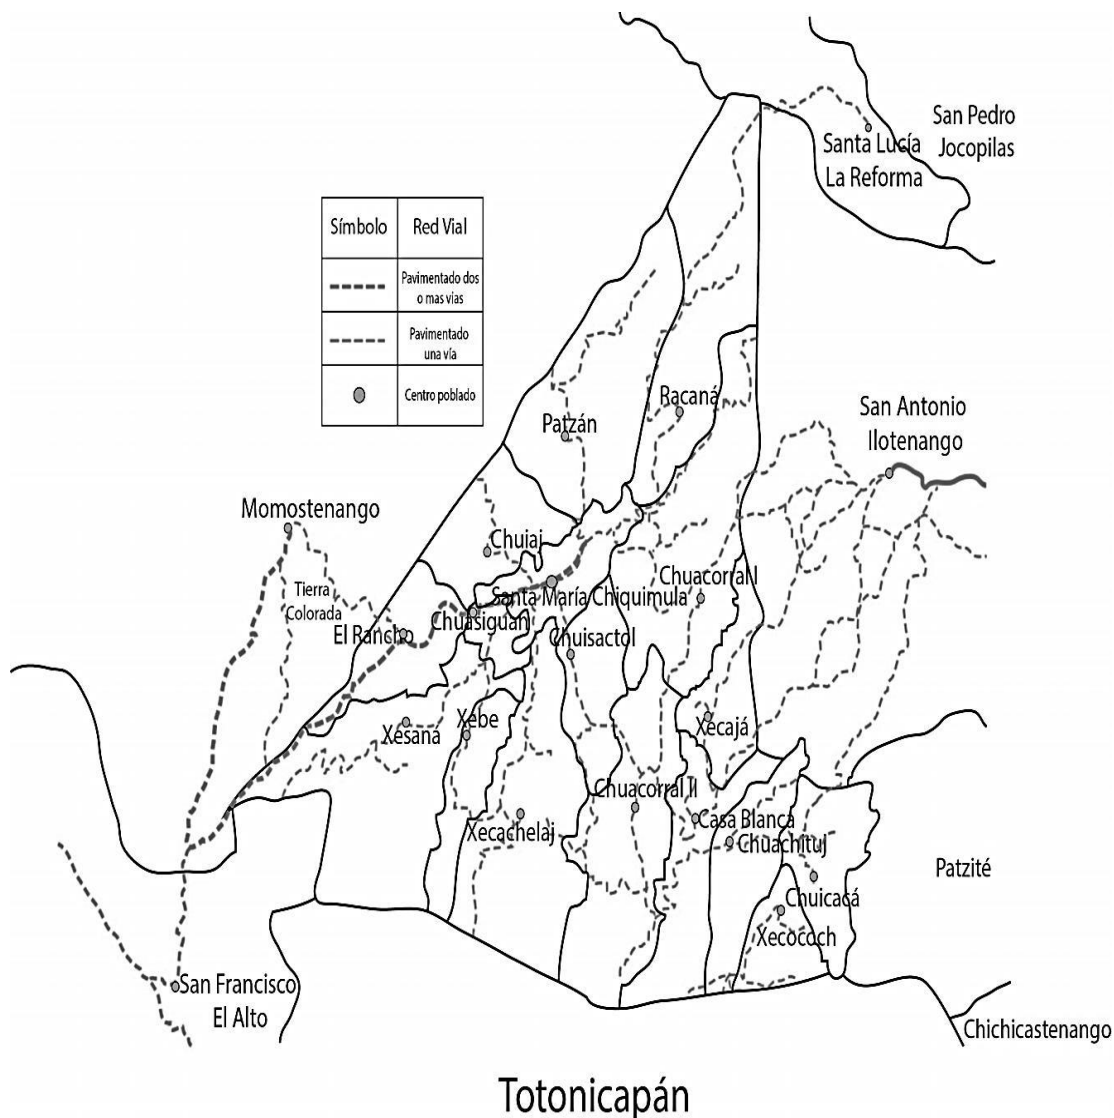 San Pedro
Jocopilas
Santa Lucía
La Reforma
Símbolo Red Vial
Pavimentado dos
o mas vias
Pavimentado
una vía
Centro poblado
Racaná
Patzán
San Antonio
Ilotenango
Momostenango
Chuiaj
Tierra
Colorada
Chuacorral I
Santa María Chiquimula
Chuasiguan
El Rancho
Chuisactol
Xesaná
Xebe
Xecajá
Chuacorral II
Xecachelaj
Casa Blanca
Chuachituj
Patzité
Chuicacá
Xecococh
San Francisco
El Alto
Chichicastenango
Totonicapán